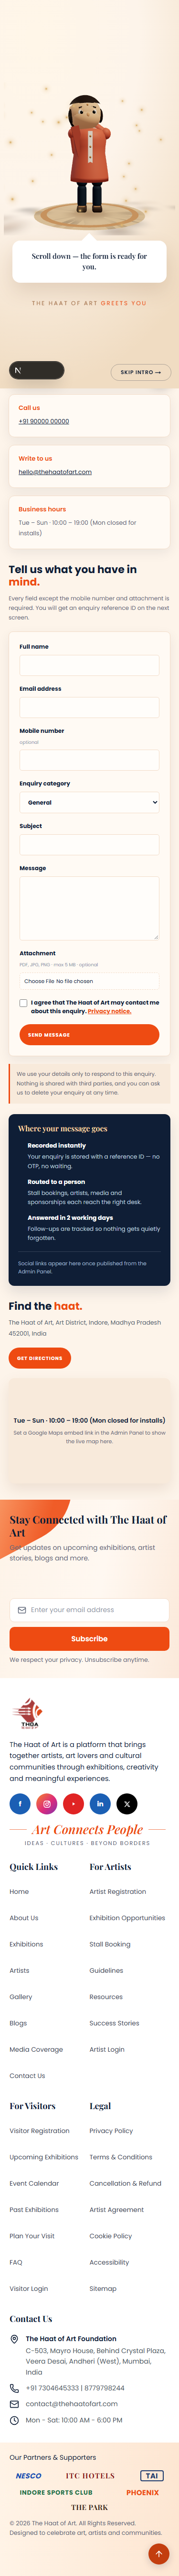 Scroll down — the form is ready for
you.
THE HAAT OF ART GREETS YOU
N
SKIP INTRO →
Call us
+91 90000 00000
Write to us
hello@thehaatofart.com
Business hours
Tue – Sun · 10:00 – 19:00 (Mon closed for
installs)
Tell us what you have in
mind.
Every field except the mobile number and attachment is
required. You will get an enquiry reference ID on the next
screen.
Full name
Email address
Mobile number
optional
Enquiry category
General
Subject
Message
Attachment
PDF, JPG, PNG · max 5 MB · optional
Choose File No file chosen
I agree that The Haat of Art may contact me
about this enquiry. Privacy notice.
SEND MESSAGE
We use your details only to respond to this enquiry.
Nothing is shared with third parties, and you can ask
us to delete your enquiry at any time.
Where your message goes
Recorded instantly
Your enquiry is stored with a reference ID — no
OTP, no waiting.
Routed to a person
Stall bookings, artists, media and
sponsorships each reach the right desk.
Answered in 2 working days
Follow-ups are tracked so nothing gets quietly
forgotten.
Social links appear here once published from the
Admin Panel.
Find the haat.
The Haat of Art, Art District, Indore, Madhya Pradesh
452001, India
GET DIRECTIONS
Tue – Sun · 10:00 – 19:00 (Mon closed for installs)
Set a Google Maps embed link in the Admin Panel to show
the live map here.
Stay Connected with The Haat of
Art
Get updates on upcoming exhibitions, artist
stories, blogs and more.
Enter your email address
Subscribe
We respect your privacy. Unsubscribe anytime.
THOA
The Haat of Art is a platform that brings
together artists, art lovers and cultural
communities through exhibitions, creativity
and meaningful experiences.
Art Connects People
IDEAS · CULTURES · BEYOND BORDERS
Quick Links
Home
About Us
Exhibitions
Artists
Gallery
Blogs
Media Coverage
Contact Us
For Artists
Artist Registration
Exhibition Opportunities
Stall Booking
Guidelines
Resources
Success Stories
Artist Login
For Visitors
Visitor Registration
Upcoming Exhibitions
Event Calendar
Past Exhibitions
Plan Your Visit
FAQ
Visitor Login
Legal
Privacy Policy
Terms & Conditions
Cancellation & Refund
Artist Agreement
Cookie Policy
Accessibility
Sitemap
Contact Us
The Haat of Art Foundation
C-503, Mayro House, Behind Crystal Plaza,
Veera Desai, Andheri (West), Mumbai,
India
+91 7304645333 | 8779798244
contact@thehaatofart.com
Mon - Sat: 10:00 AM - 6:00 PM
Our Partners & Supporters
NESCO
ITC HOTELS
TAI
INDORE SPORTS CLUB
PHOENIX
THE PARK
© 2026 The Haat of Art. All Rights Reserved.
Designed to celebrate art, artists and communities.